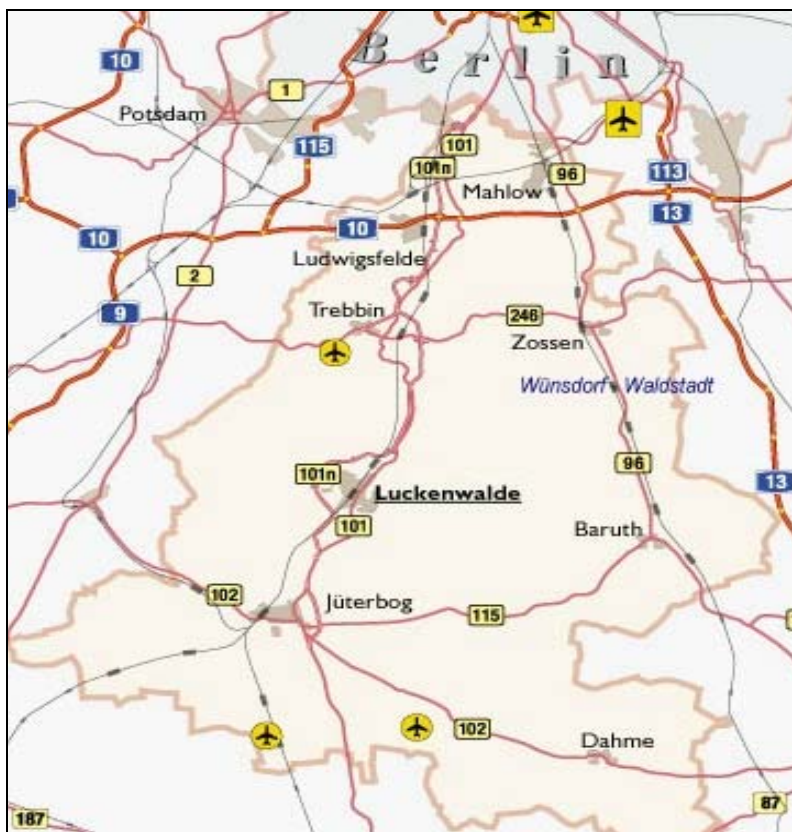 Berlin
10
1
Potsdam
115
101
101n
Mahlow
96
113
13
10
10
Ludwigsfelde
2
9
Trebbin
246
Zossen
Wünsdorf Waldstadt
101n
96
13
Luckenwalde
101
Baruth
102
Jüterbog
115
102
Dahme
187
87